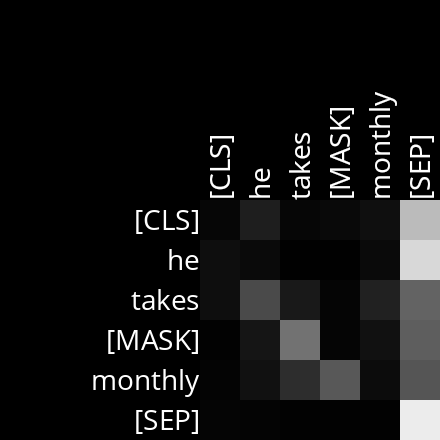 [CLS]
he
takes
[MASK]
monthly
[SEP]
[CLS]
he
takes
[MASK]
monthly
[SEP]